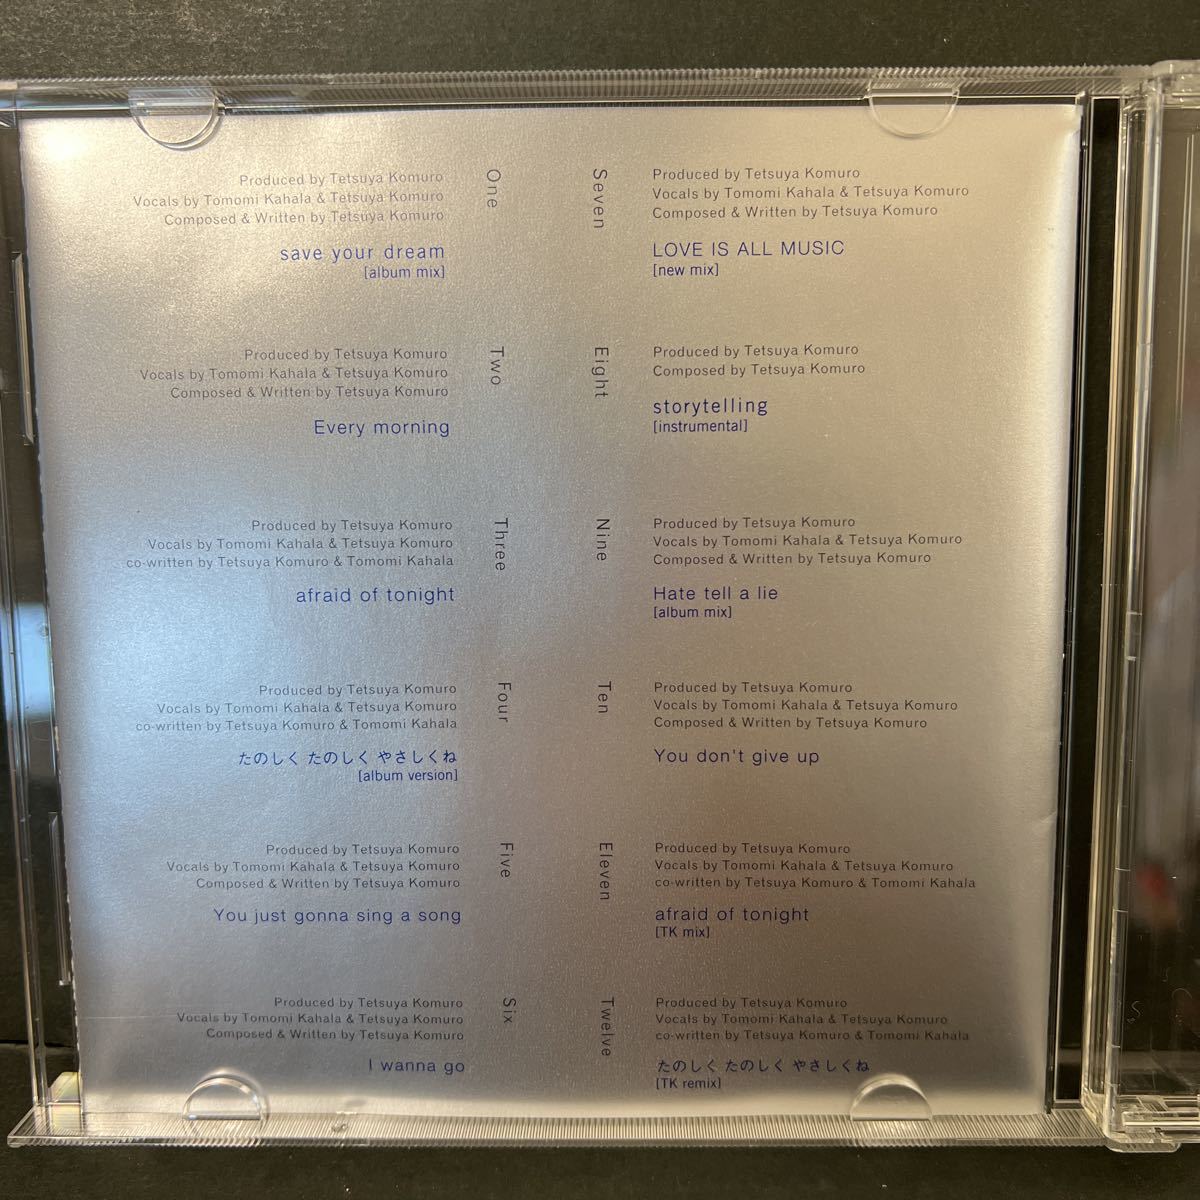 One
Produced by Tetsuya Komuro
Vocals by Tomomi Kahala & Tetsuya Komuro
Composed & Written by Tetsuya Komuro
save your dream
[album mix]
Two
Produced by Tetsuya Komuro
Vocals by Tomomi Kahala & Tetsuya Komuro
Composed & Written by Tetsuya Komuro
Every morning
Three
Produced by Tetsuya Komuro
Vocals by Tomomi Kahala & Tetsuya Komuro
co-written by Tetsuya Komuro & Tomomi Kahala
afraid of tonight
Four
Produced by Tetsuya Komuro
Vocals by Tomomi Kahala & Tetsuya Komuro
co-written by Tetsuya Komuro & Tomomi Kahala
たのしく たのしく やさしくね
[album version]
Five
Produced by Tetsuya Komuro
Vocals by Tomomi Kahala & Tetsuya Komuro
Composed & Written by Tetsuya Komuro
You just gonna sing a song
Six
Produced by Tetsuya Komuro
Vocals by Tomomi Kahala & Tetsuya Komuro
Composed & Written by Tetsuya Komuro
I wanna go
Seven
Produced by Tetsuya Komuro
Vocals by Tomomi Kahala & Tetsuya Komuro
Composed & Written by Tetsuya Komuro
LOVE IS ALL MUSIC
[new mix]
Eight
Produced by Tetsuya Komuro
Composed by Tetsuya Komuro
storytelling
[instrumental]
Nine
Produced by Tetsuya Komuro
Vocals by Tomomi Kahala & Tetsuya Komuro
Composed & Written by Tetsuya Komuro
Hate tell a lie
[album mix]
Ten
Produced by Tetsuya Komuro
Vocals by Tomomi Kahala & Tetsuya Komuro
Composed & Written by Tetsuya Komuro
You don't give up
Eleven
Produced by Tetsuya Komuro
Vocals by Tomomi Kahala & Tetsuya Komuro
co-written by Tetsuya Komuro & Tomomi Kahala
afraid of tonight
[TK mix]
Twelve
Produced by Tetsuya Komuro
Vocals by Tomomi Kahala & Tetsuya Komuro
co-written by Tetsuya Komuro & Tomomi Kahala
たのしく たのしく やさしくね
[TK remix]